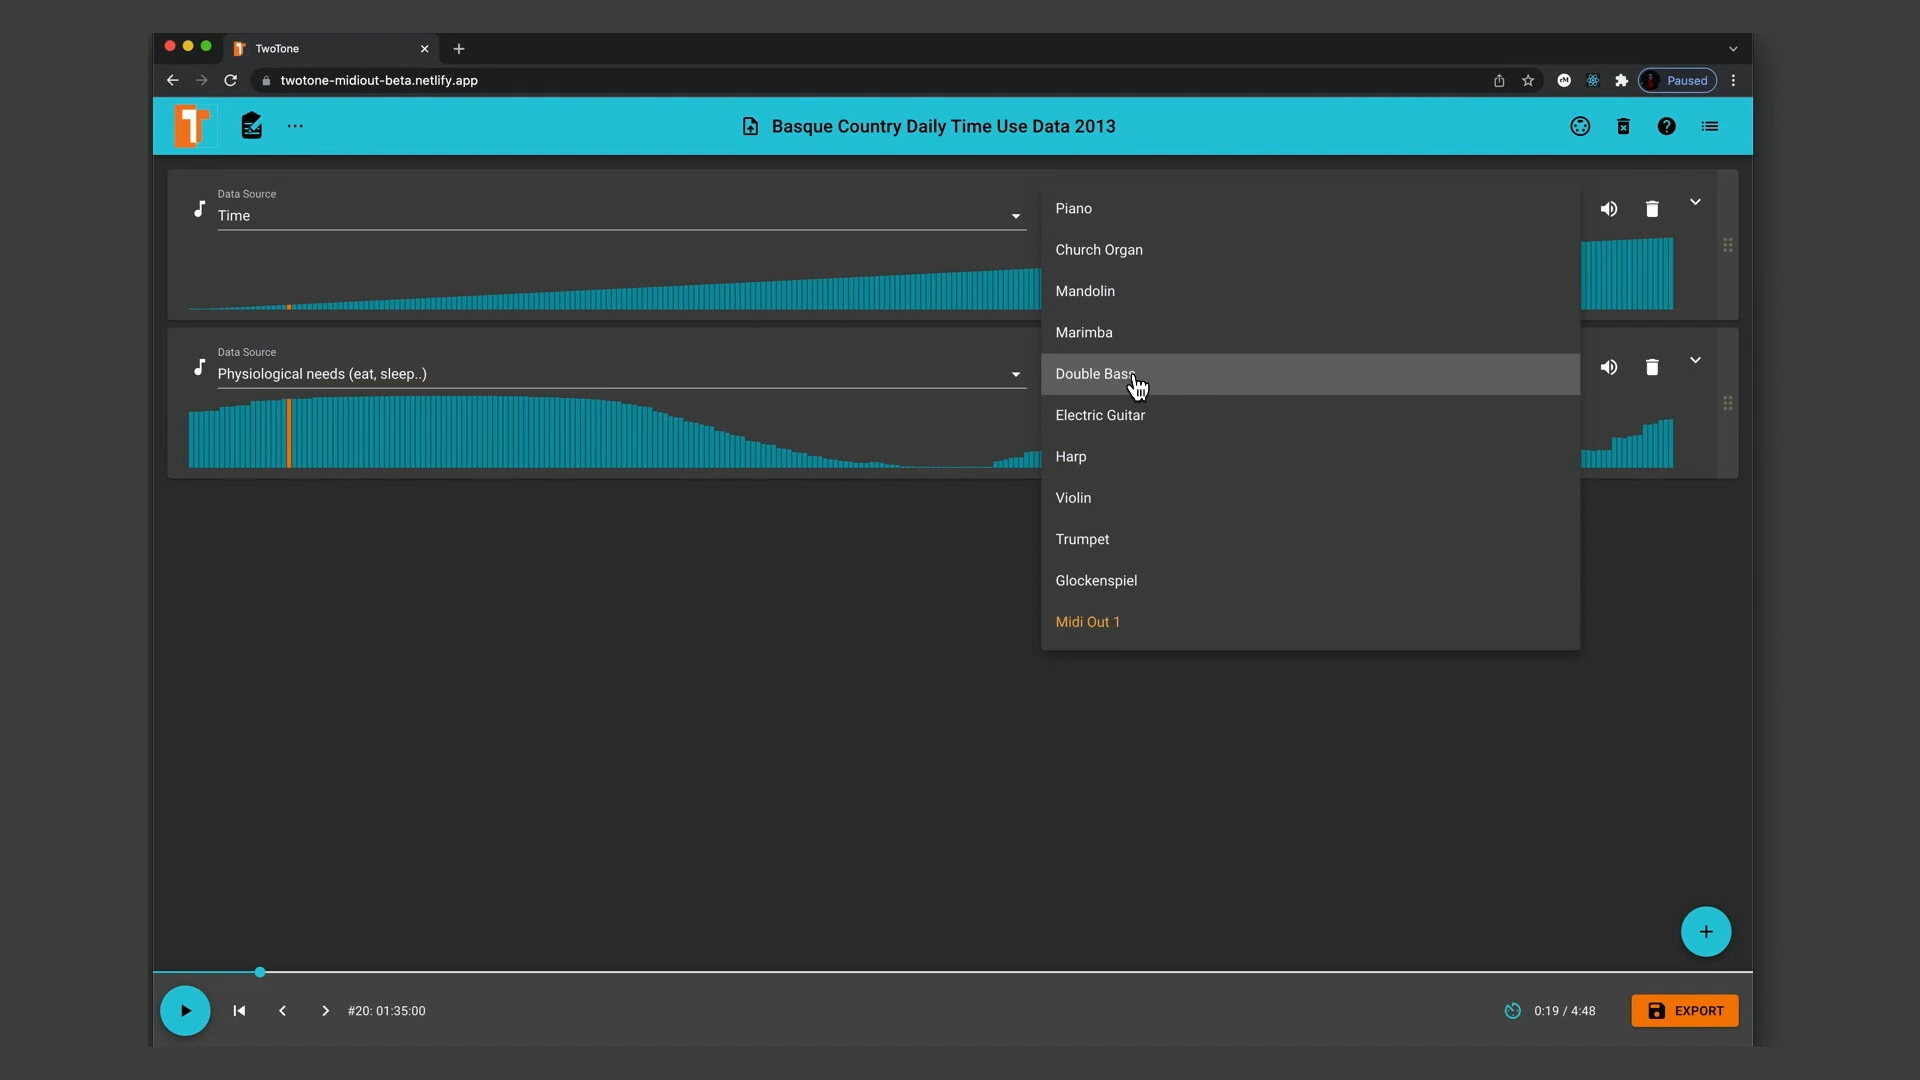 TwoTone
twotone-midiout-beta.netlify.app
Paused
Basque Country Daily Time Use Data 2013
Data Source
Time
Data Source
Physiological needs (eat, sleep..)
Piano
Church Organ
Mandolin
Marimba
Double Bass
Electric Guitar
Harp
Violin
Trumpet
Glockenspiel
Midi Out 1
#20: 01:35:00
0:19 / 4:48
EXPORT